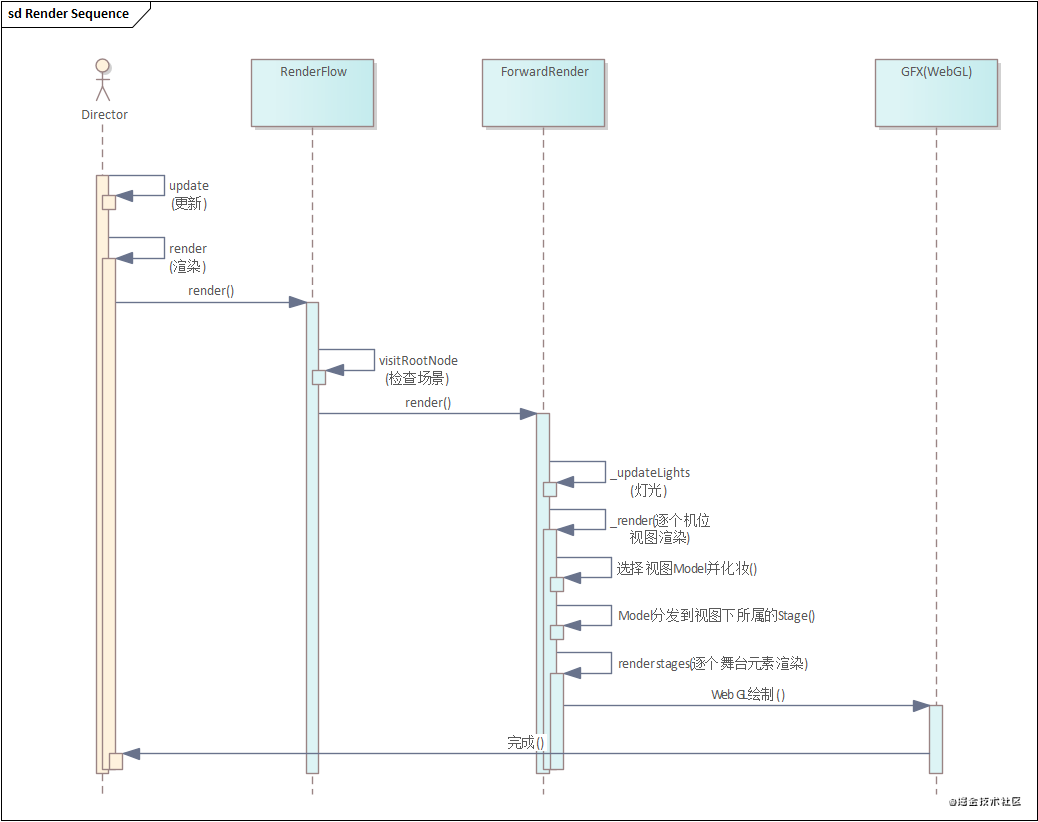 sd Render Sequence
RenderFlow
ForwardRender
GFX(WebGL)
Director
update
(更新)
render
(渲染)
render()
visitRootNode
(检查场景)
render()
_updateLights
(灯光)
_render(逐个机位
视图渲染)
选择视图Model并化妆()
Model分发到视图下所属的Stage()
renderstages(逐个舞台元素渲染)
WebGL绘制()
完成()
@掘金技术社区